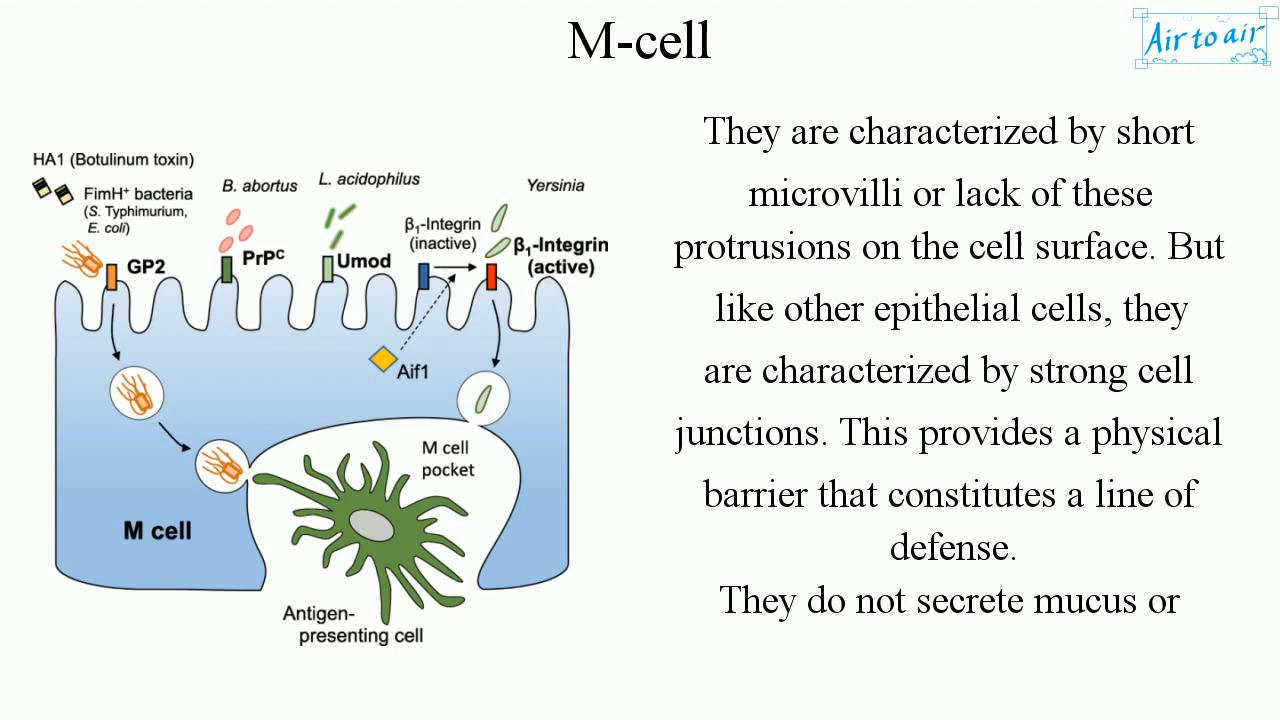 M-cell
Air to air
HA1 (Botulinum toxin)
FimH⁺ bacteria
(S. Typhimurium,
E. coli)
GP2
B. abortus
PrPᶜ
L. acidophilus
Umod
β₁-Integrin
(inactive)
Yersinia
β₁-Integrin
(active)
Aif1
M cell
pocket
M cell
Antigen-
presenting cell
They are characterized by short
microvilli or lack of these
protrusions on the cell surface. But
like other epithelial cells, they
are characterized by strong cell
junctions. This provides a physical
barrier that constitutes a line of
defense.
They do not secrete mucus or